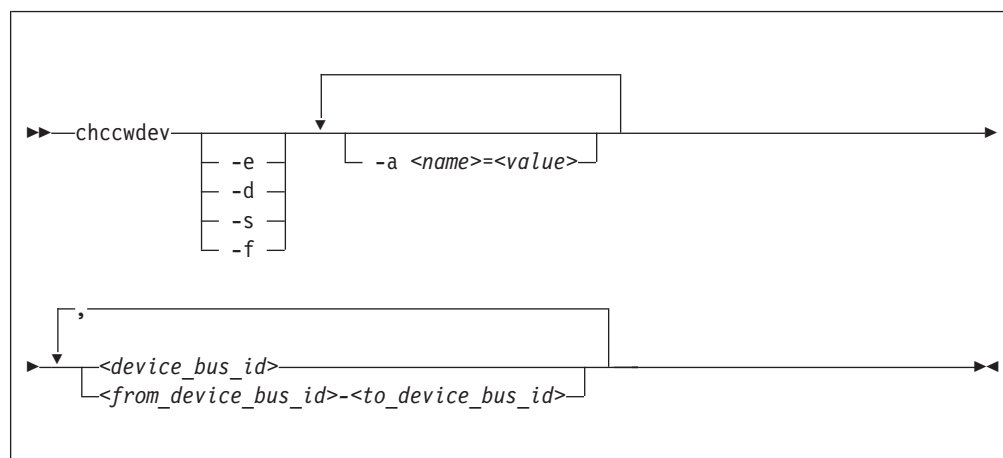 chccwdev
-e
-d
-s
-f
-a <name>=<value>
,
<device_bus_id>
<from_device_bus_id>-<to_device_bus_id>